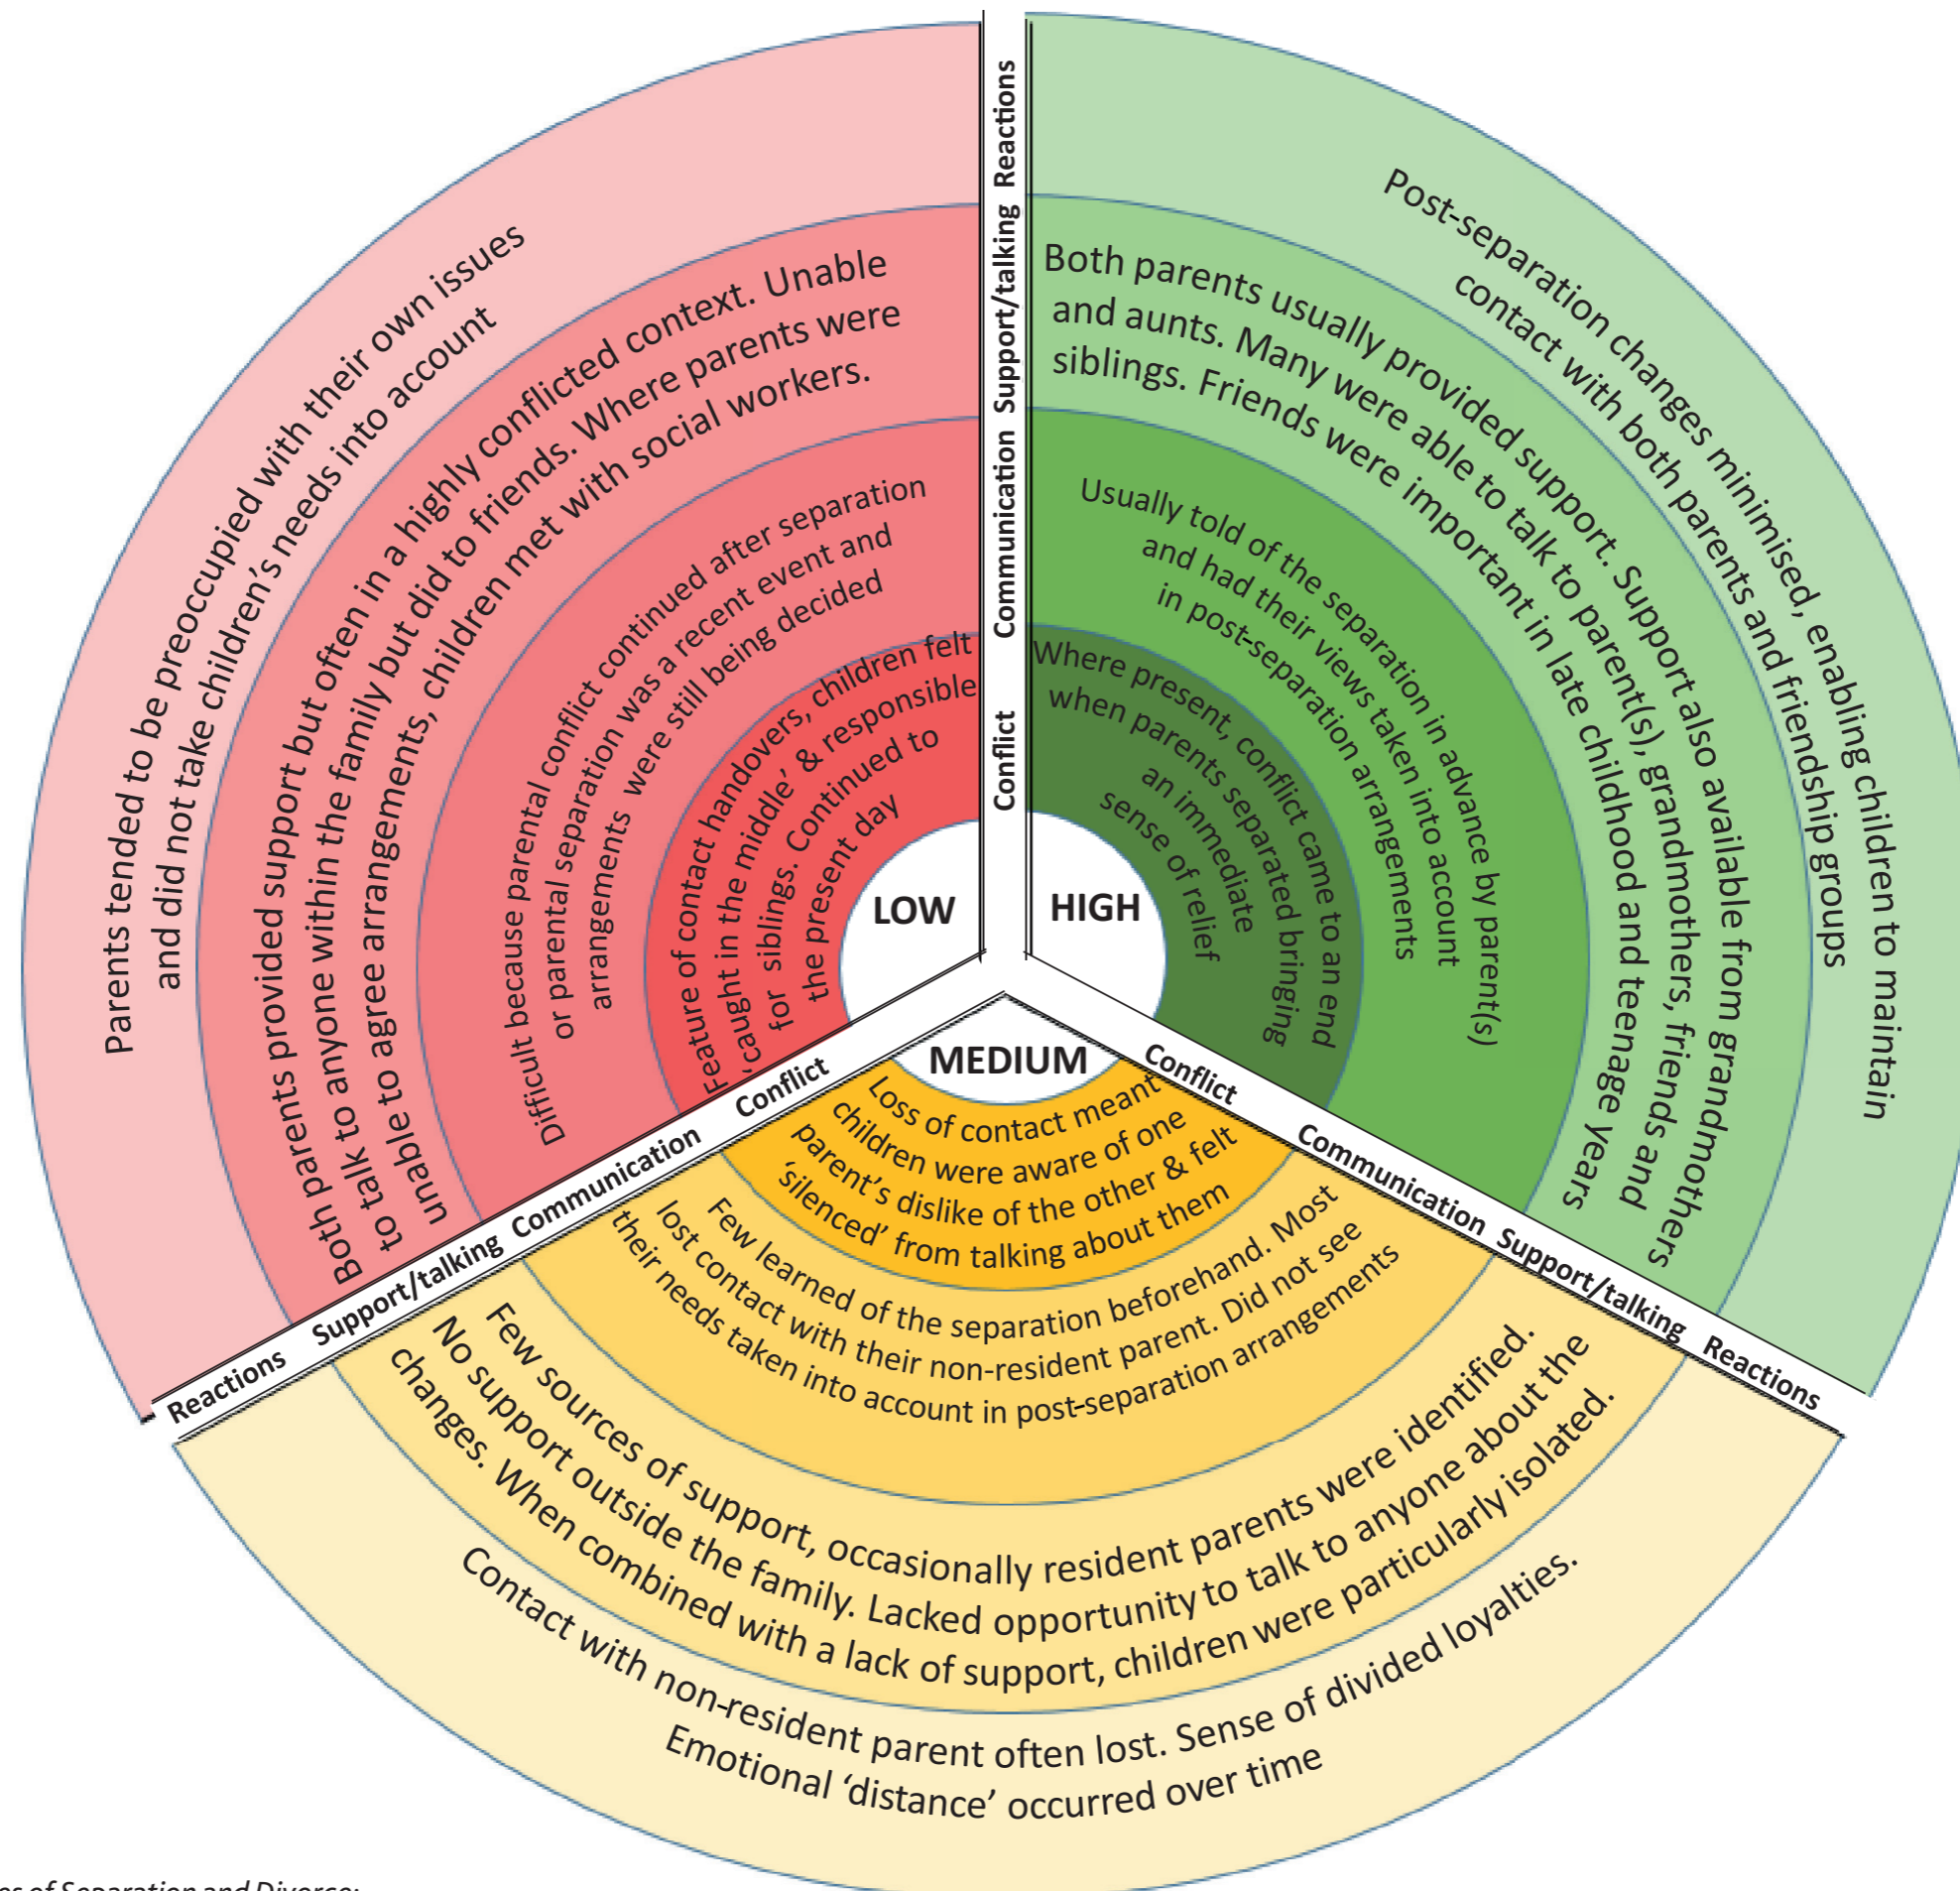 Reactions
Support/talking
Communication
Conflict
LOW
Parents tended to be preoccupied with their own issues
and did not take children's needs into account
Both parents provided support but often in a highly conflicted context. Unable
to talk to anyone within the family but did to friends. Where parents were
unable to agree arrangements, children met with social workers.
Difficult because parental conflict continued after separation
or parental separation was a recent event and
arrangements were still being decided
Feature of contact handovers, children felt
'caught in the middle' & responsible
for siblings. Continued to
the present day
HIGH
Post-separation changes minimised, enabling children to maintain
contact with both parents and friendship groups
Both parents usually provided support. Support also available from grandmothers
and aunts. Many were able to talk to parent(s), grandmothers, friends and
siblings. Friends were important in late childhood and teenage years
Usually told of the separation in advance by parent(s)
and had their views taken into account
in post-separation arrangements
Where present, conflict came to an end
when parents separated bringing
an immediate
sense of relief
Reactions
Support/talking
Communication
Conflict
MEDIUM
Conflict
Communication
Support/talking
Reactions
Loss of contact meant
children were aware of one
parent's dislike of the other & felt
'silenced' from talking about them
Few learned of the separation beforehand. Most
lost contact with their non-resident parent. Did not see
their needs taken into account in post-separation arrangements
Few sources of support, occasionally resident parents were identified.
No support outside the family. Lacked opportunity to talk to anyone about the
changes. When combined with a lack of support, children were particularly isolated.
Contact with non-resident parent often lost. Sense of divided loyalties.
Emotional 'distance' occurred over time
of Separation and Divorce: